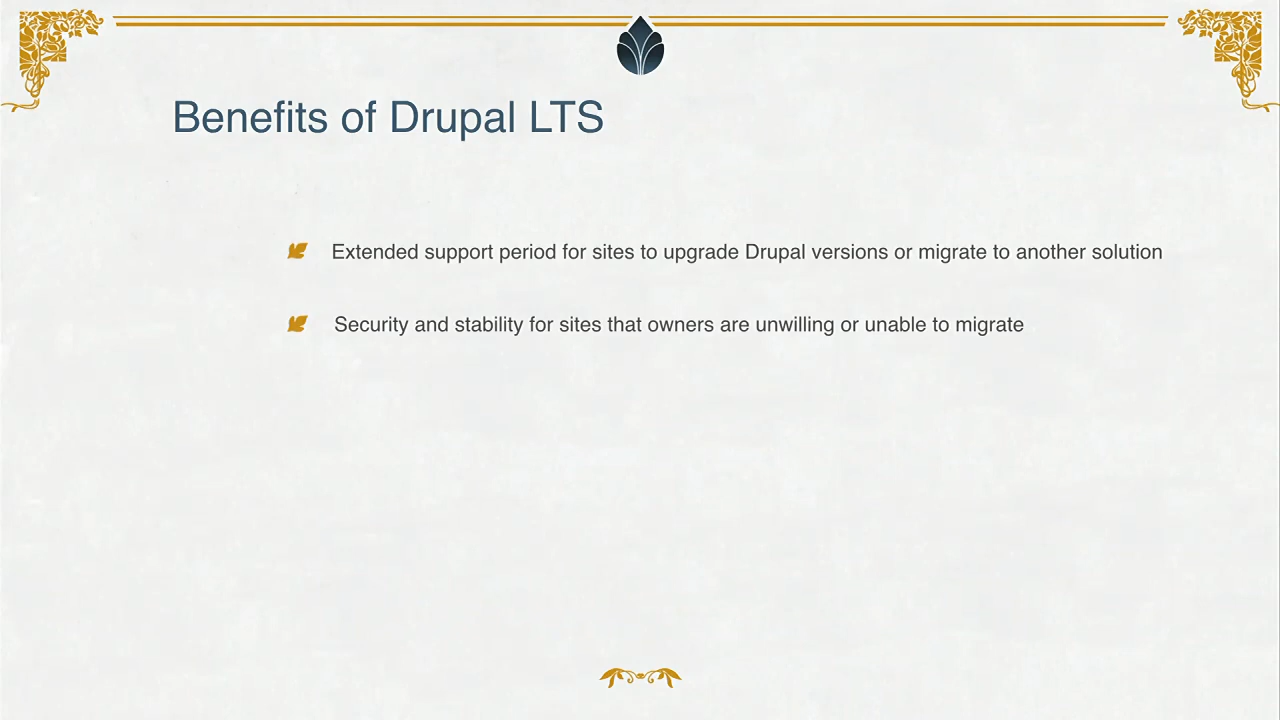 Benefits of Drupal LTS
Extended support period for sites to upgrade Drupal versions or migrate to another solution
Security and stability for sites that owners are unwilling or unable to migrate